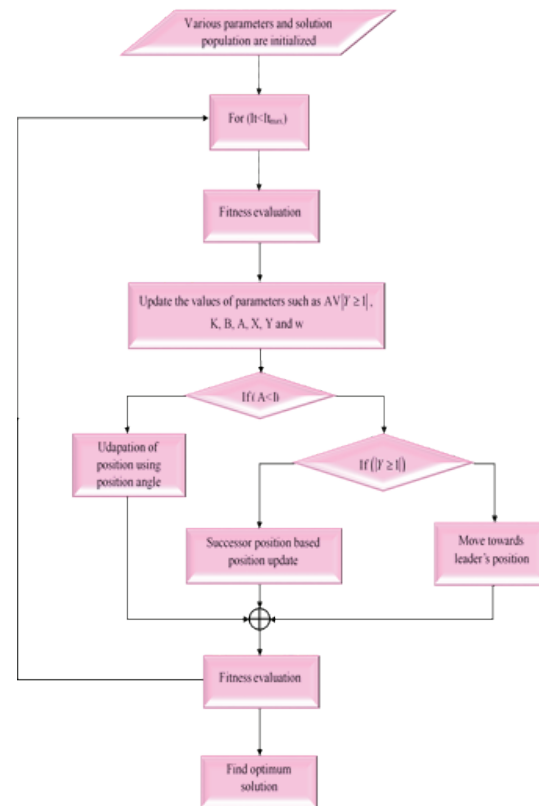 Various parameters and solution
population are initialized
For (It<It_max)
Fitness evaluation
Update the values of parameters such as AV|Y ≥ 1| ,
K, B, A, X, Y and w
If ( A<1)
Udapation of
position using
position angle
If (|Y ≥ 1|)
Successor position based
position update
Move towards
leader's position
Fitness evaluation
Find optimum
solution